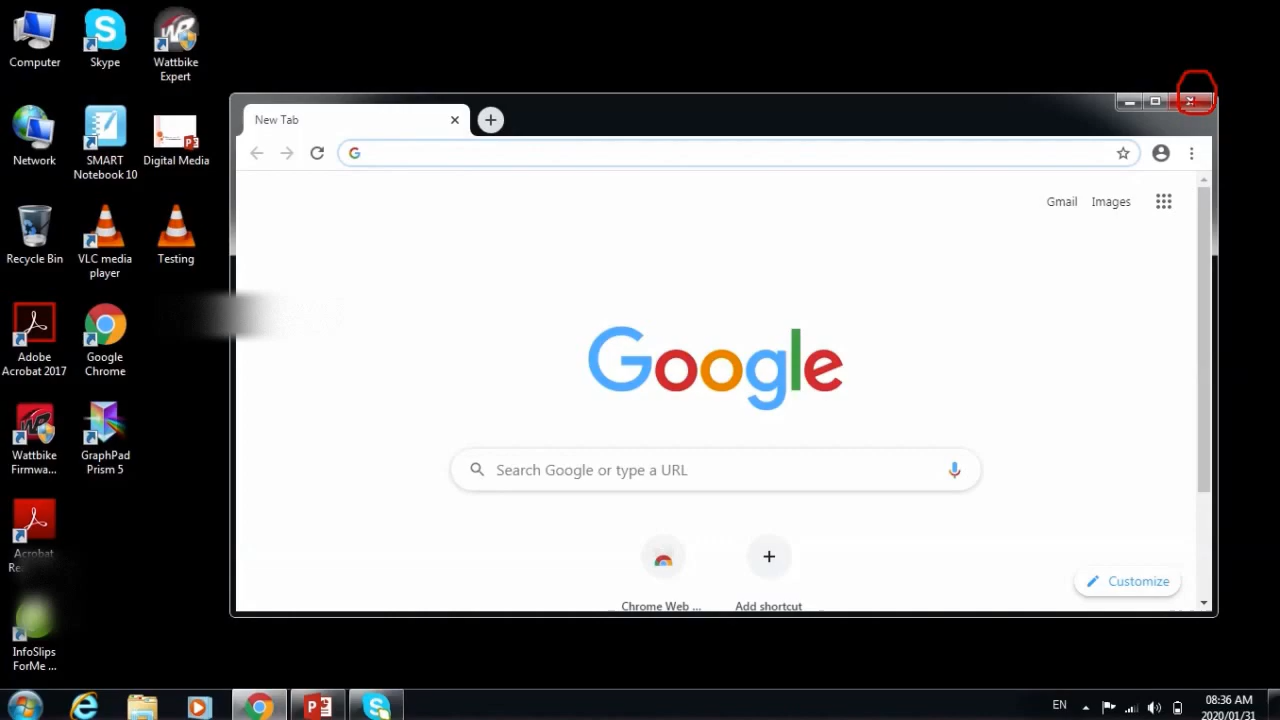 Computer
Skype
Wattbike
Expert
Network
SMART
Notebook 10
Digital Media
Recycle Bin
VLC media
player
Testing
Adobe
Acrobat 2017
Google
Chrome
Wattbike
Firmwa...
GraphPad
Prism 5
Acrobat
InfoSlips
ForMe ...
New Tab
Gmail
Images
Google
Search Google or type a URL
Chrome Web ...
Add shortcut
Customize
EN
08:36 AM
2020/01/31